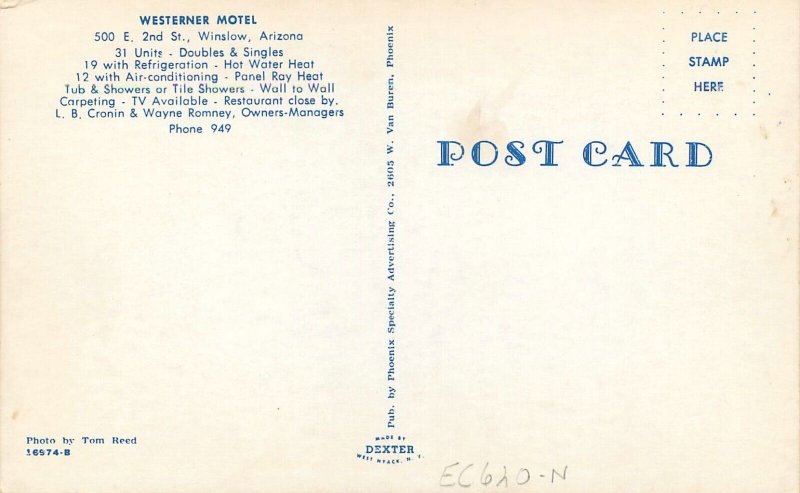 WESTERNER MOTEL
500 E. 2nd St., Winslow, Arizona
31 Units - Doubles & Singles
19 with Refrigeration - Hot Water Heat
12 with Air-conditioning - Panel Ray Heat
Tub & Showers or Tile Showers - Wall to Wall
Carpeting - TV Available - Restaurant close by.
L. B. Cronin & Wayne Romney, Owners-Managers
Phone 949
Pub. by Phoenix Specialty Advertising Co., 2605 W. Van Buren, Phoenix
PLACE
STAMP
HERE
POST CARD
Photo by Tom Reed
16974-B
MADE BY
DEXTER
WEST NYACK, N. Y.
EC620-N